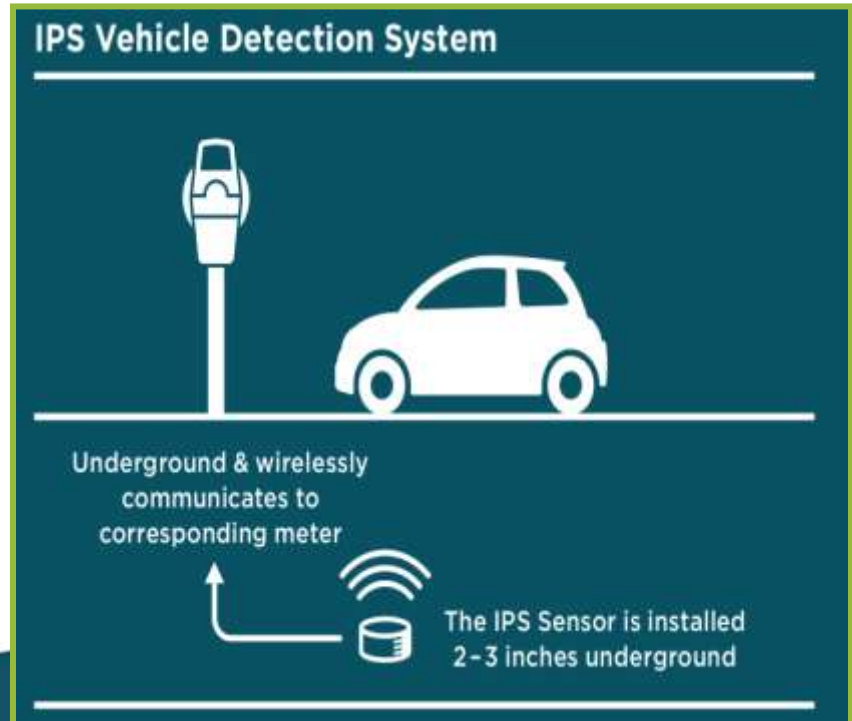 IPS Vehicle Detection System
Underground & wirelessly
communicates to
corresponding meter
The IPS Sensor is installed
2-3 inches underground